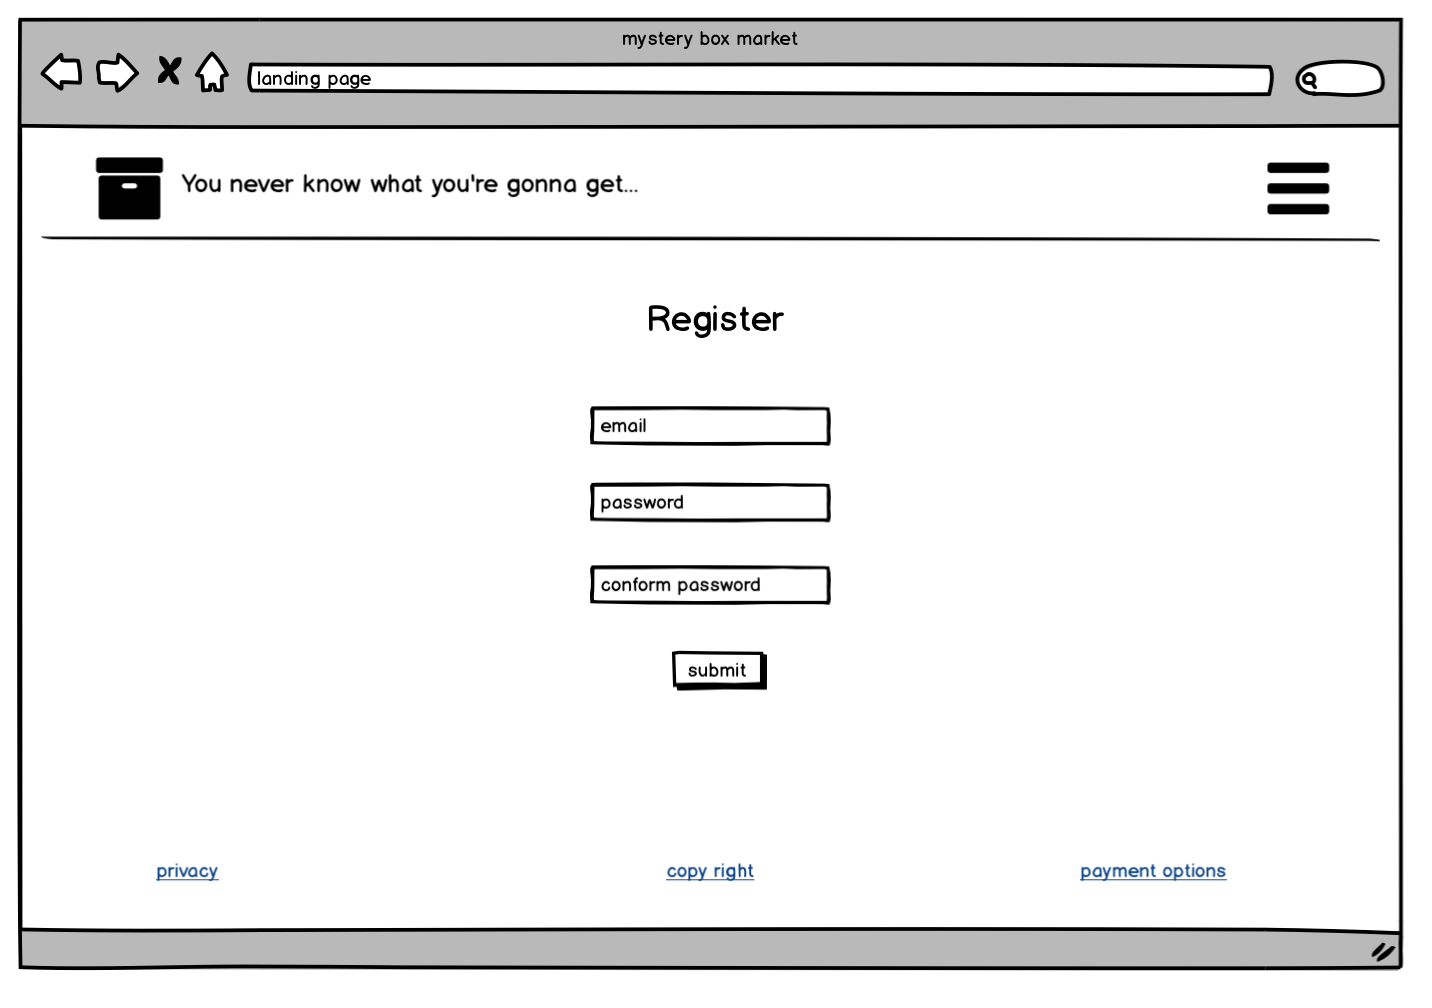 mystery box market
landing page
You never know what you're gonna get...
Register
email
password
conform password
submit
privacy
copy right
payment options